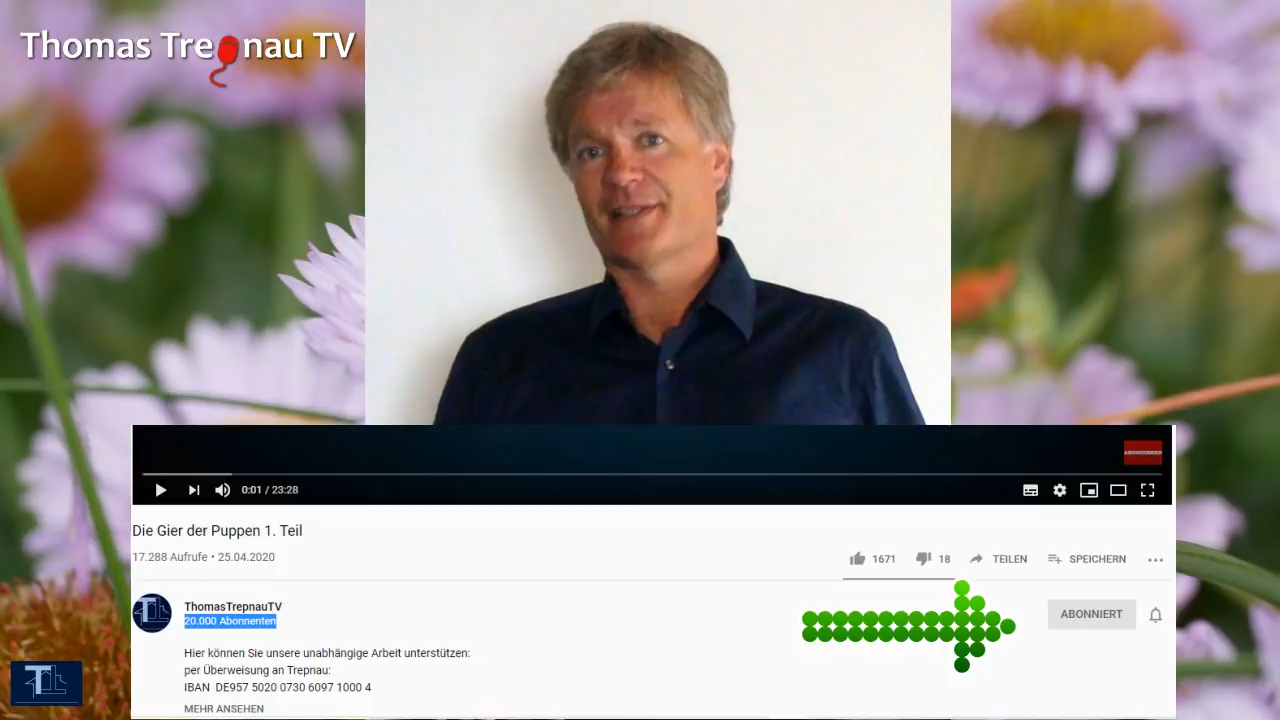 Thomas Trepnau TV
0:01 / 23:28
Die Gier der Puppen 1. Teil
17.288 Aufrufe • 25.04.2020
1671 18 TEILEN SPEICHERN
ThomasTrepnauTV
20.000 Abonnenten
ABONNIERT
Hier können Sie unsere unabhängige Arbeit unterstützen:
per Überweisung an Trepnau:
IBAN DE957 5020 0730 6097 1000 4
MEHR ANSEHEN